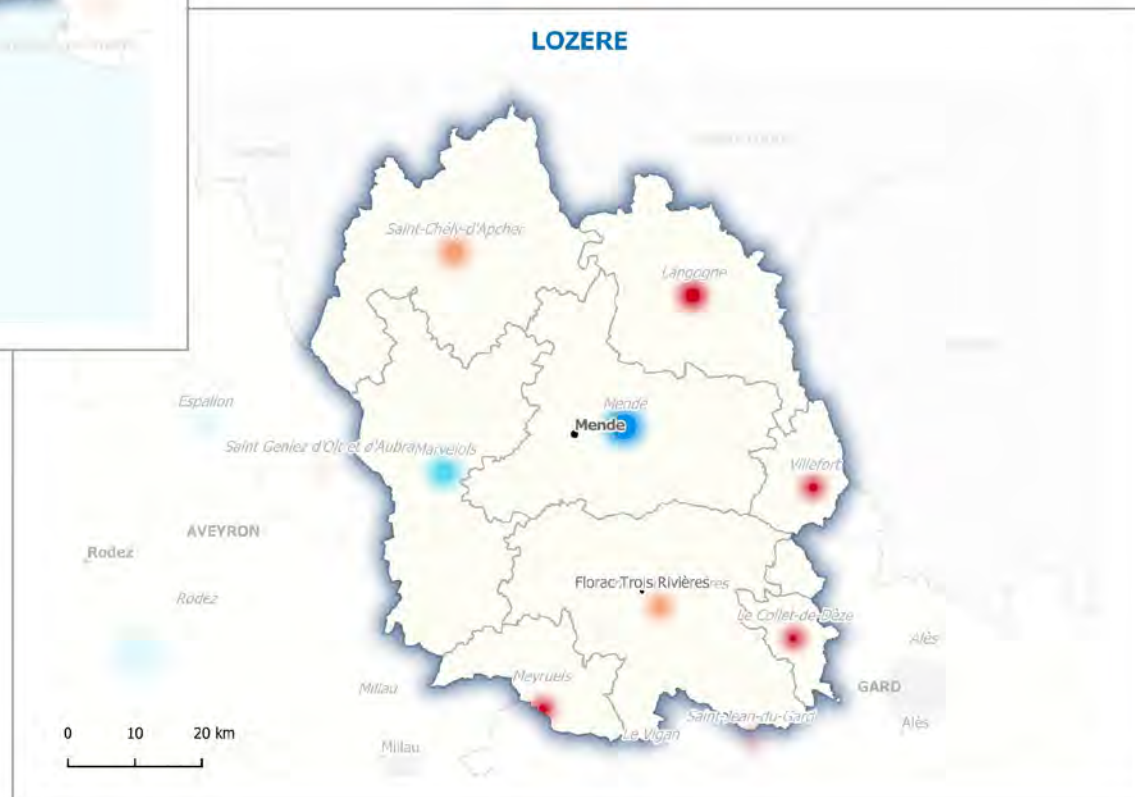 LOZERE
Saint-Chély-d'Apcher
Langogne
Espalion
Mende
Mende
Saint Geniez d'Olt et d'Aubra
Marvejols
Villefort
AVEYRON
Rodez
Florac Trois Rivières
res
Rodez
Le Collet-de-Dèze
Alès
Meyrueis
Millau
GARD
Saint-Jean-du-Gard
Alès
Le Vigan
0 10 20 km
Millau